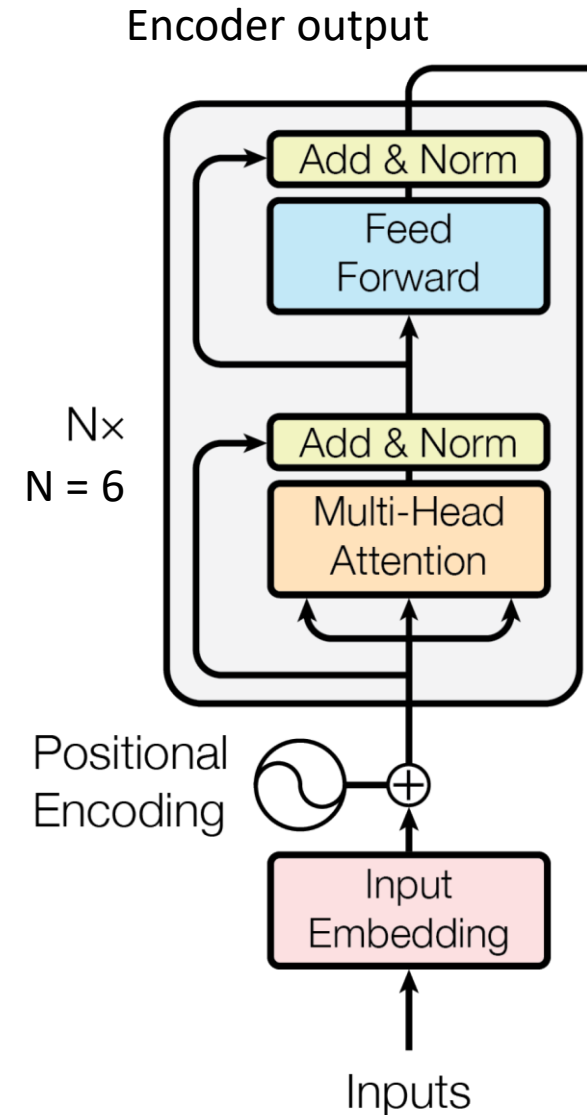 Encoder output
Add & Norm
Feed
Forward
N×
N = 6
Add & Norm
Multi-Head
Attention
Positional
Encoding
Input
Embedding
Inputs